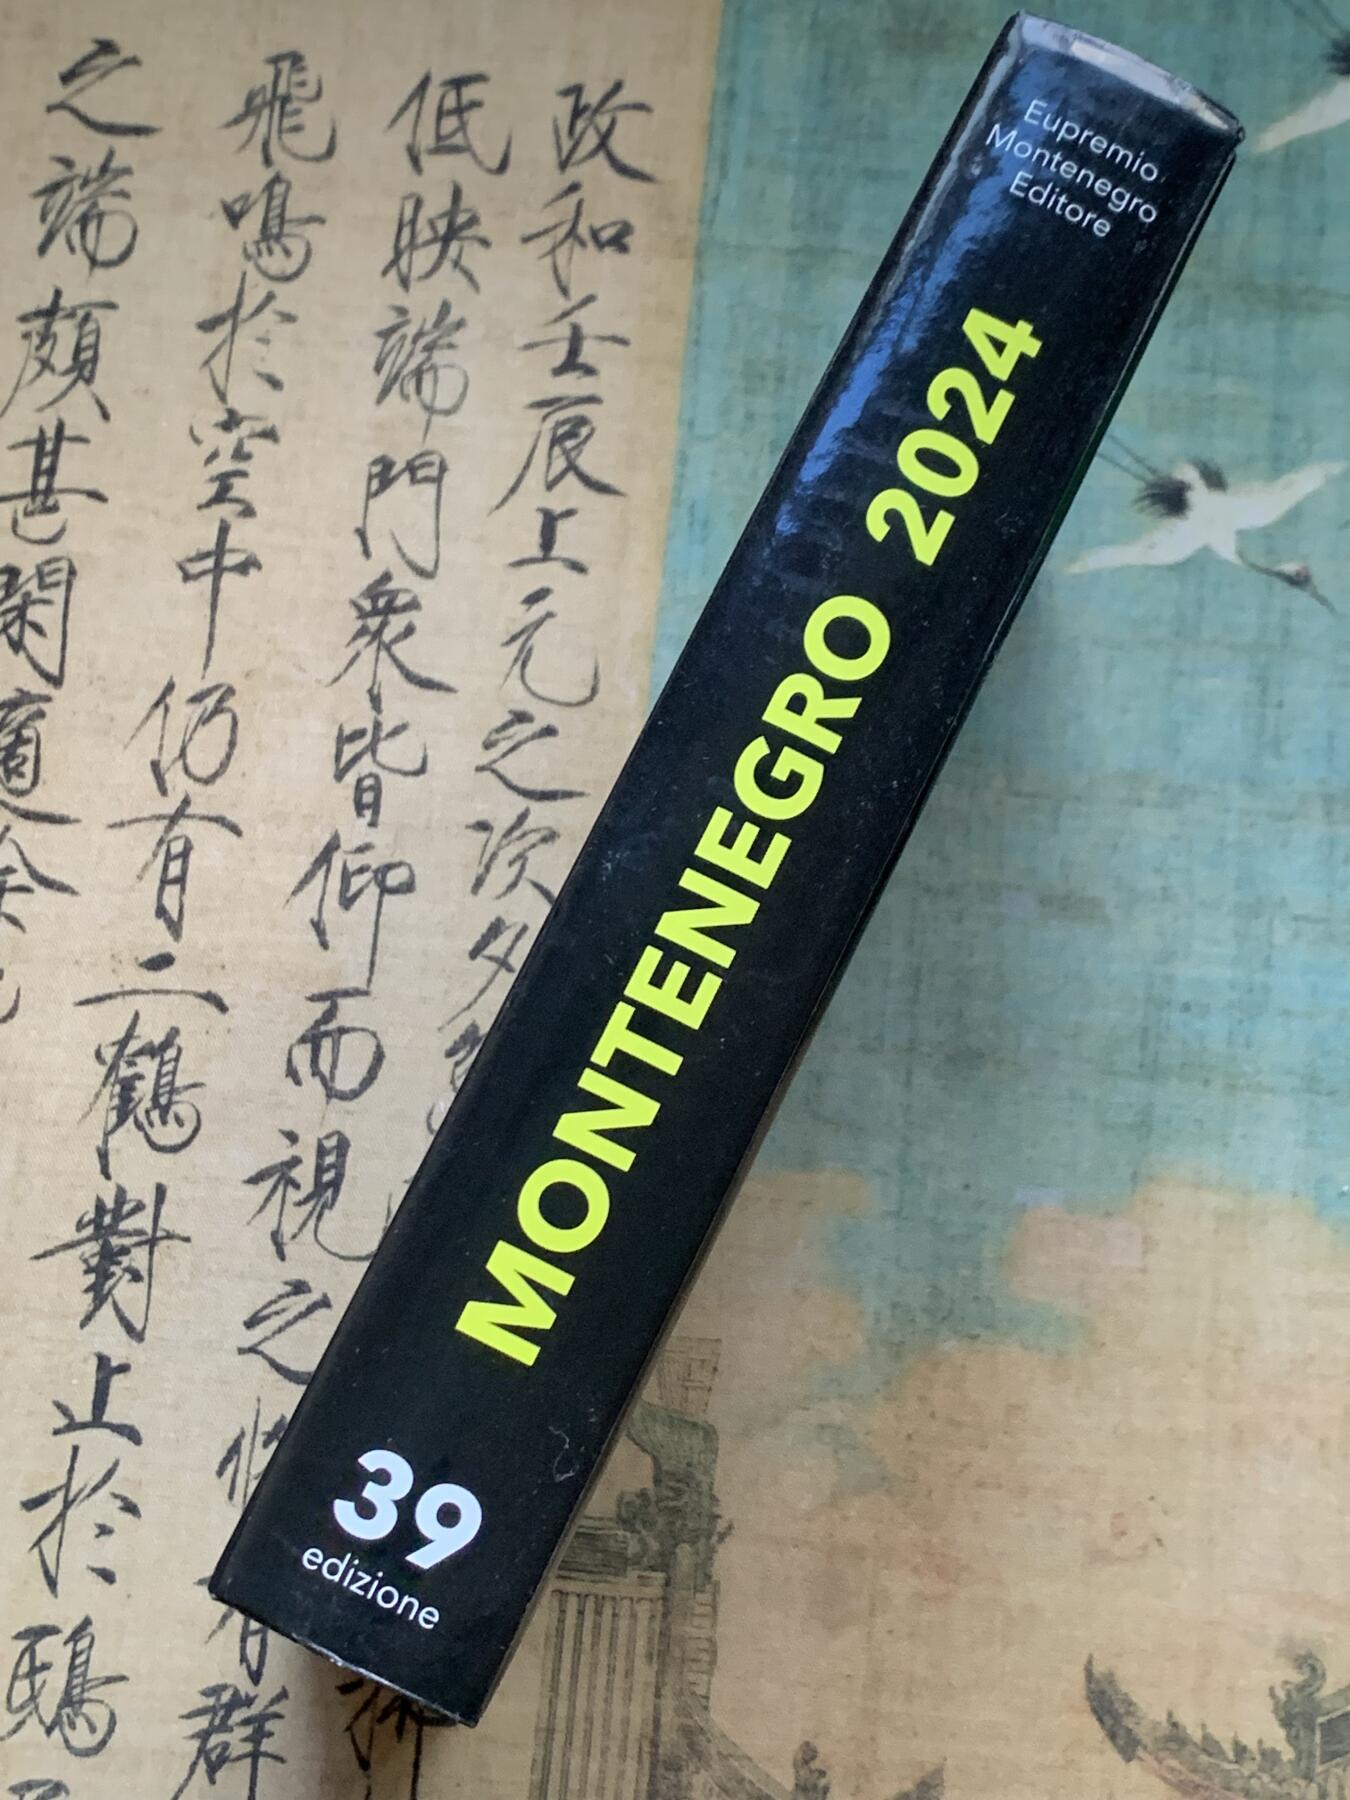 Eupremio
Montenegro
Editore
MONTENEGRO 2024
39
edizione
政和壬辰上元之次夕
低映端門衆皆仰而視之
飛鳴於空中仍有二鶴對止於鴟
之端頗甚閑適
群